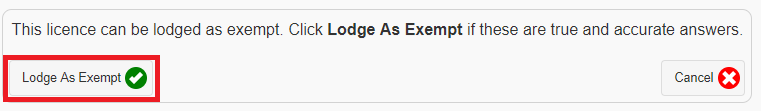 This licence can be lodged as exempt. Click Lodge As Exempt if these are true and accurate answers.
Lodge As Exempt
Cancel